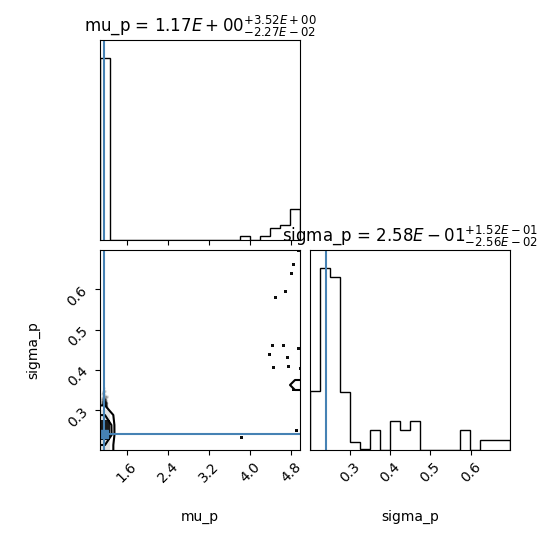 mu_p = 1.17E + 00 +3.52E + 00 −2.27E − 02
sigma_p = 2.58E − 01 +1.52E − 01 −2.56E − 02
0.6
0.5
0.4
0.3
sigma_p
1.6 2.4 3.2 4.0 4.8 0.3 0.4 0.5 0.6
mu_p sigma_p